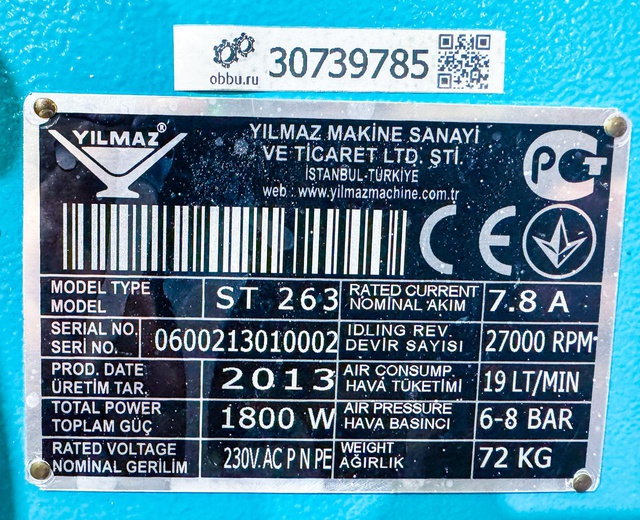 obbu.ru 30739785
YILMAZ®
YILMAZ MAKİNE SANAYİ
VE TİCARET LTD. ŞTİ.
İSTANBUL-TÜRKİYE
web : www.yilmazmachine.com.tr
РСТ
CE
MODEL TYPE
MODEL
ST 263
RATED CURRENT
NOMİNAL AKIM
7.8 A
SERIAL NO.
SERİ NO.
0600213010002
IDLING REV.
DEVİR SAYISI
27000 RPM
PROD. DATE
ÜRETİM TAR.
2013
AIR CONSUMP.
HAVA TÜKETİMİ
19 LT/MIN
TOTAL POWER
TOPLAM GÜÇ
1800 W
AIR PRESSURE
HAVA BASINCI
6-8 BAR
RATED VOLTAGE
NOMİNAL GERİLİM
230V.AC P N PE
WEIGHT
AĞIRLIK
72 KG